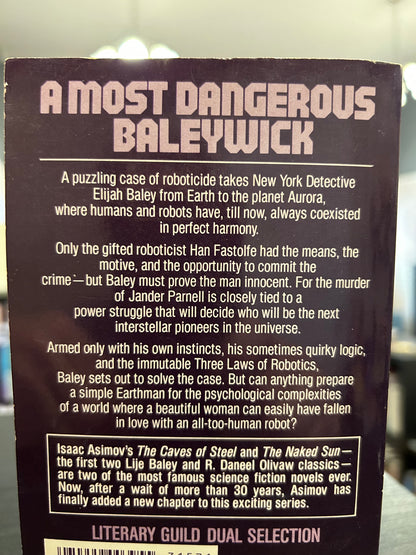 A MOST DANGEROUS
BALEYWICK
A puzzling case of roboticide takes New York Detective
Elijah Baley from Earth to the planet Aurora,
where humans and robots have, till now, always coexisted
in perfect harmony.
Only the gifted roboticist Han Fastolfe had the means, the
motive, and the opportunity to commit the
crime—but Baley must prove the man innocent. For the murder
of Jander Parnell is closely tied to a
power struggle that will decide who will be the next
interstellar pioneers in the universe.
Armed only with his own instincts, his sometimes quirky logic,
and the immutable Three Laws of Robotics,
Baley sets out to solve the case. But can anything prepare
a simple Earthman for the psychological complexities
of a world where a beautiful woman can easily have fallen
in love with an all-too-human robot?
Isaac Asimov's The Caves of Steel and The Naked Sun—
the first two Lije Baley and R. Daneel Olivaw classics—
are two of the most famous science fiction novels ever.
Now, after a wait of more than 30 years, Asimov has
finally added a new chapter to this exciting series.
LITERARY GUILD DUAL SELECTION